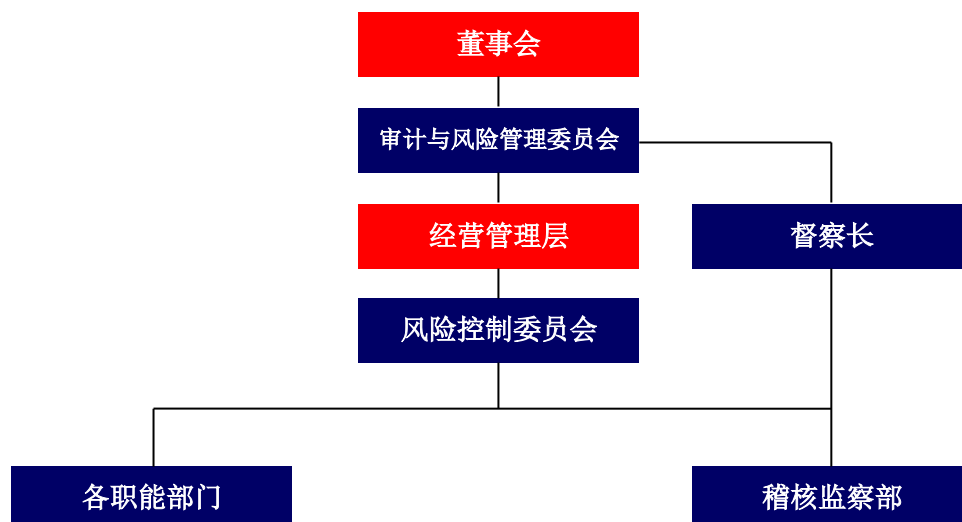 董事会
审计与风险管理委员会
经营管理层
督察长
风险控制委员会
各职能部门
稽核监察部